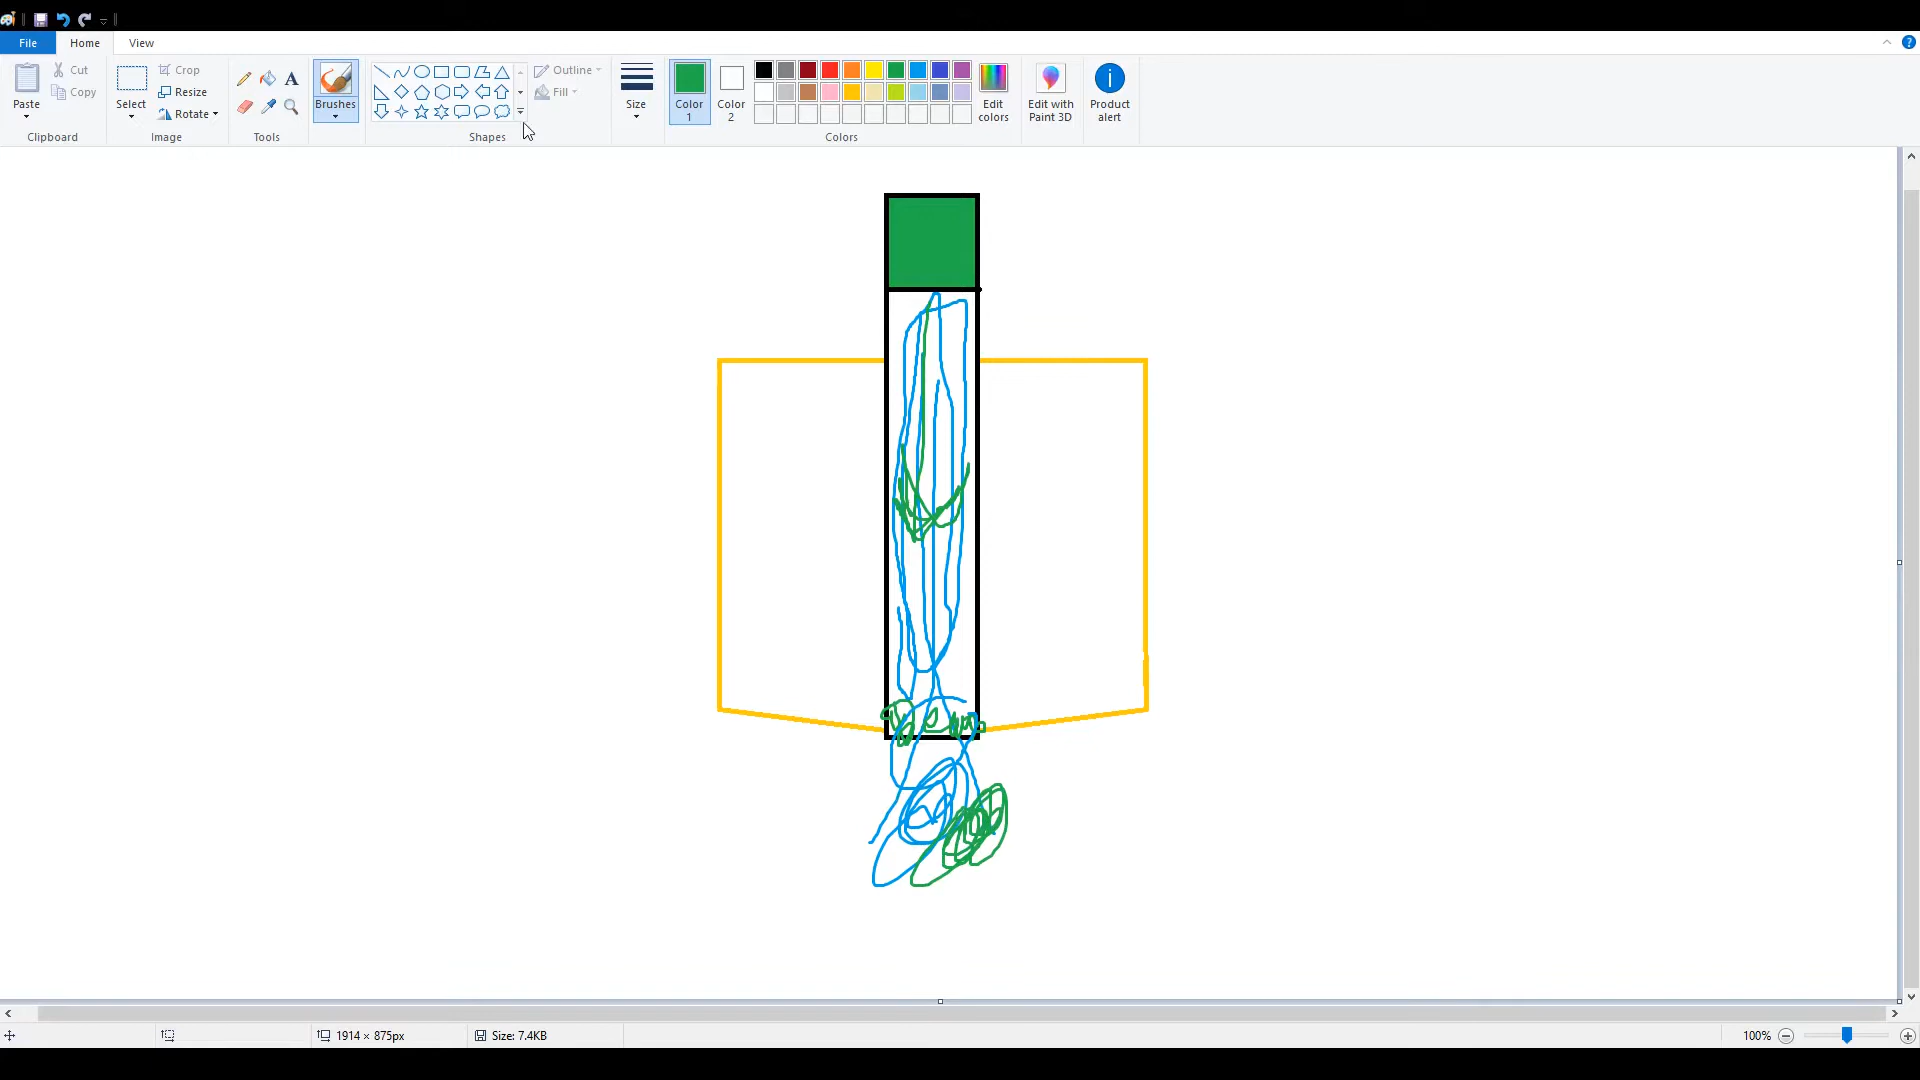 File Home View
Cut
Copy
Paste
Clipboard
Crop
Resize
Rotate
Select
Image
A
Tools
Brushes
Outline
Fill
Shapes
Size
Color 1
Color 2
Edit colors
Colors
Edit with Paint 3D
Product alert
1914 × 875px
Size: 7.4KB
100%